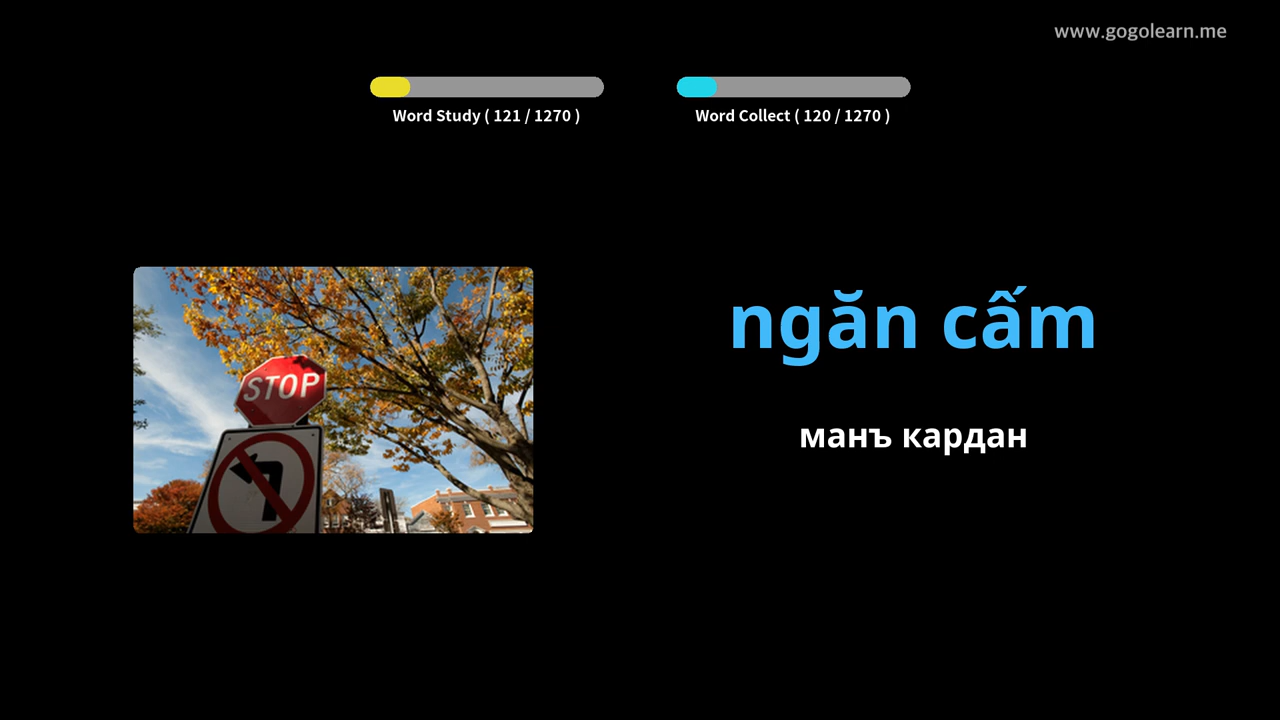 www.gogolearn.me
Word Study ( 121 / 1270 )
Word Collect ( 120 / 1270 )
STOP
ngăn cấm
манъ кардан